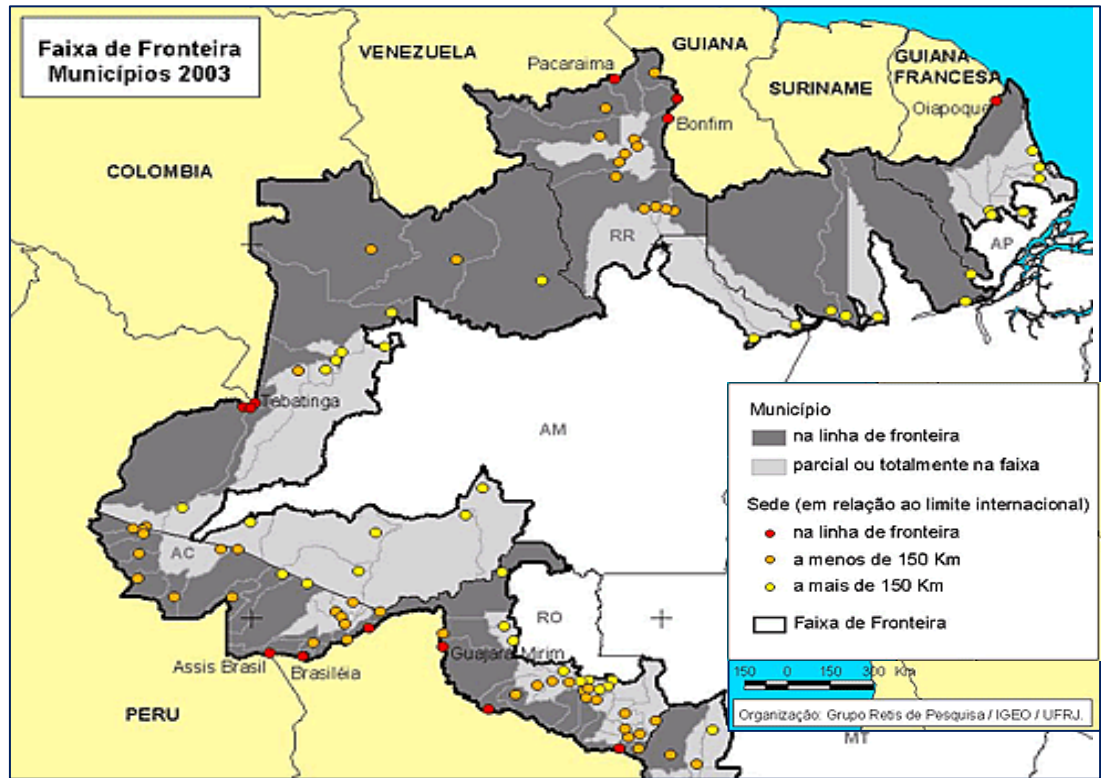 Faixa de Fronteira
Municípios 2003
VENEZUELA
GUIANA
SURINAME
GUIANA
FRANCESA
Pacaraima
Oiapoque
Bonfim
COLOMBIA
RR
AP
Tabatinga
AM
AC
RO
Assis Brasil
Brasiléia
Guajará Mirim
PERU
MT
Município
na linha de fronteira
parcial ou totalmente na faixa
Sede (em relação ao limite internacional)
na linha de fronteira
a menos de 150 Km
a mais de 150 Km
Faixa de Fronteira
150 0 150 300 Km
Organização: Grupo Retis de Pesquisa / IGEO / UFRJ.